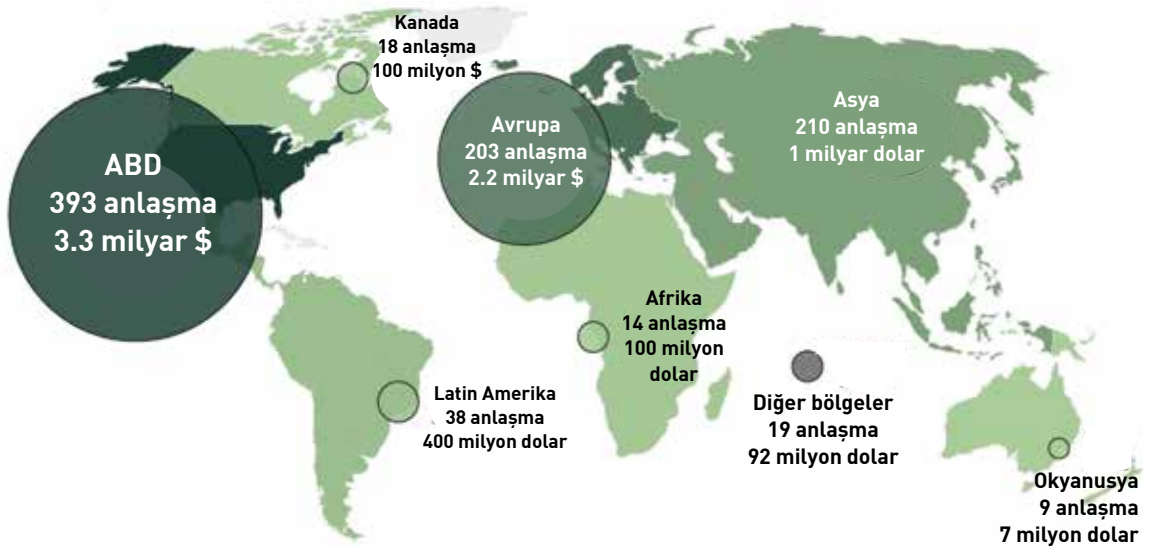 Kanada
18 anlaşma
100 milyon $
ABD
393 anlaşma
3.3 milyar $
Avrupa
203 anlaşma
2.2 milyar $
Asya
210 anlaşma
1 milyar dolar
Afrika
14 anlaşma
100 milyon
dolar
Latin Amerika
38 anlaşma
400 milyon dolar
Diğer bölgeler
19 anlaşma
92 milyon dolar
Okyanusya
9 anlaşma
7 milyon dolar